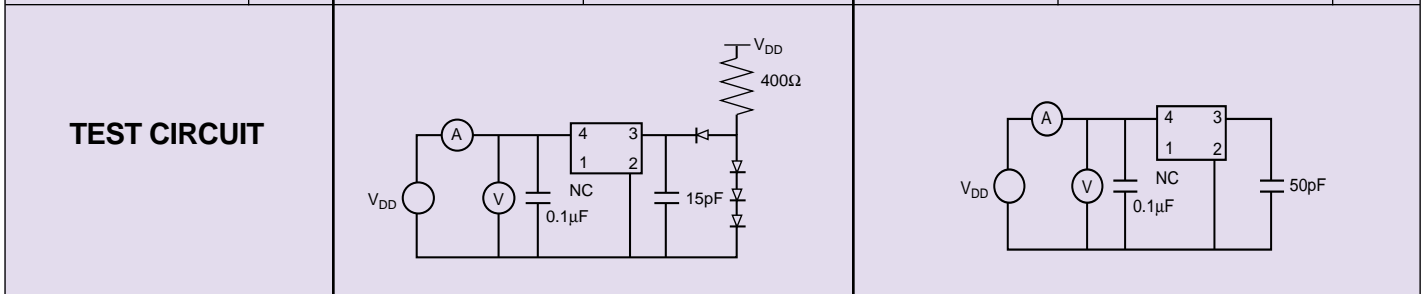 TEST CIRCUIT
V_DD
400Ω
A
4 3
1 2
NC
V_DD
V
0.1µF
15pF
A
4 3
1 2
NC
V_DD
V
0.1µF
50pF